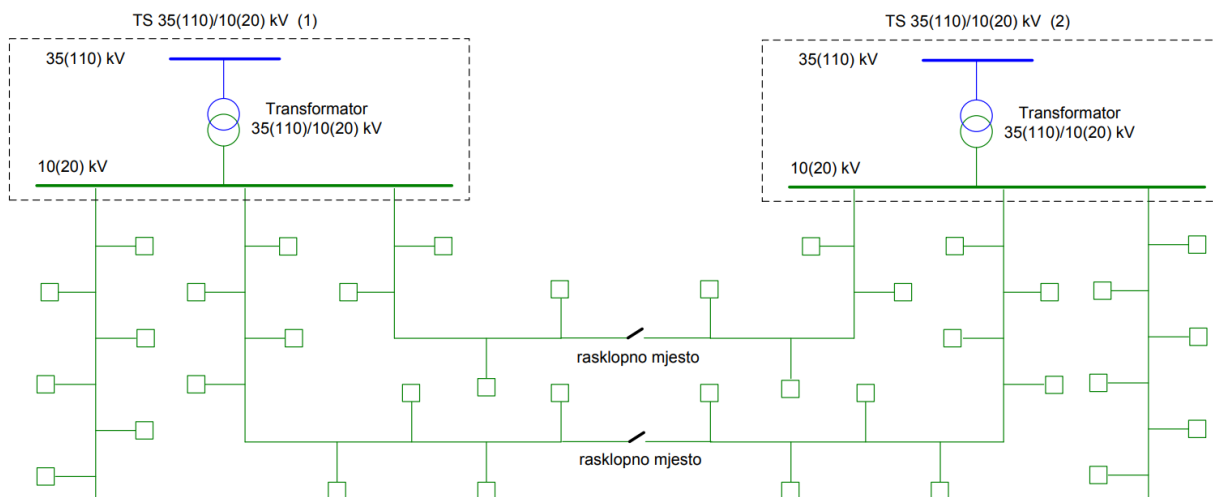 TS 35(110)/10(20) kV (1)
35(110) kV
Transformator
35(110)/10(20) kV
10(20) kV
TS 35(110)/10(20) kV (2)
35(110) kV
Transformator
35(110)/10(20) kV
10(20) kV
rasklopno mjesto
rasklopno mjesto